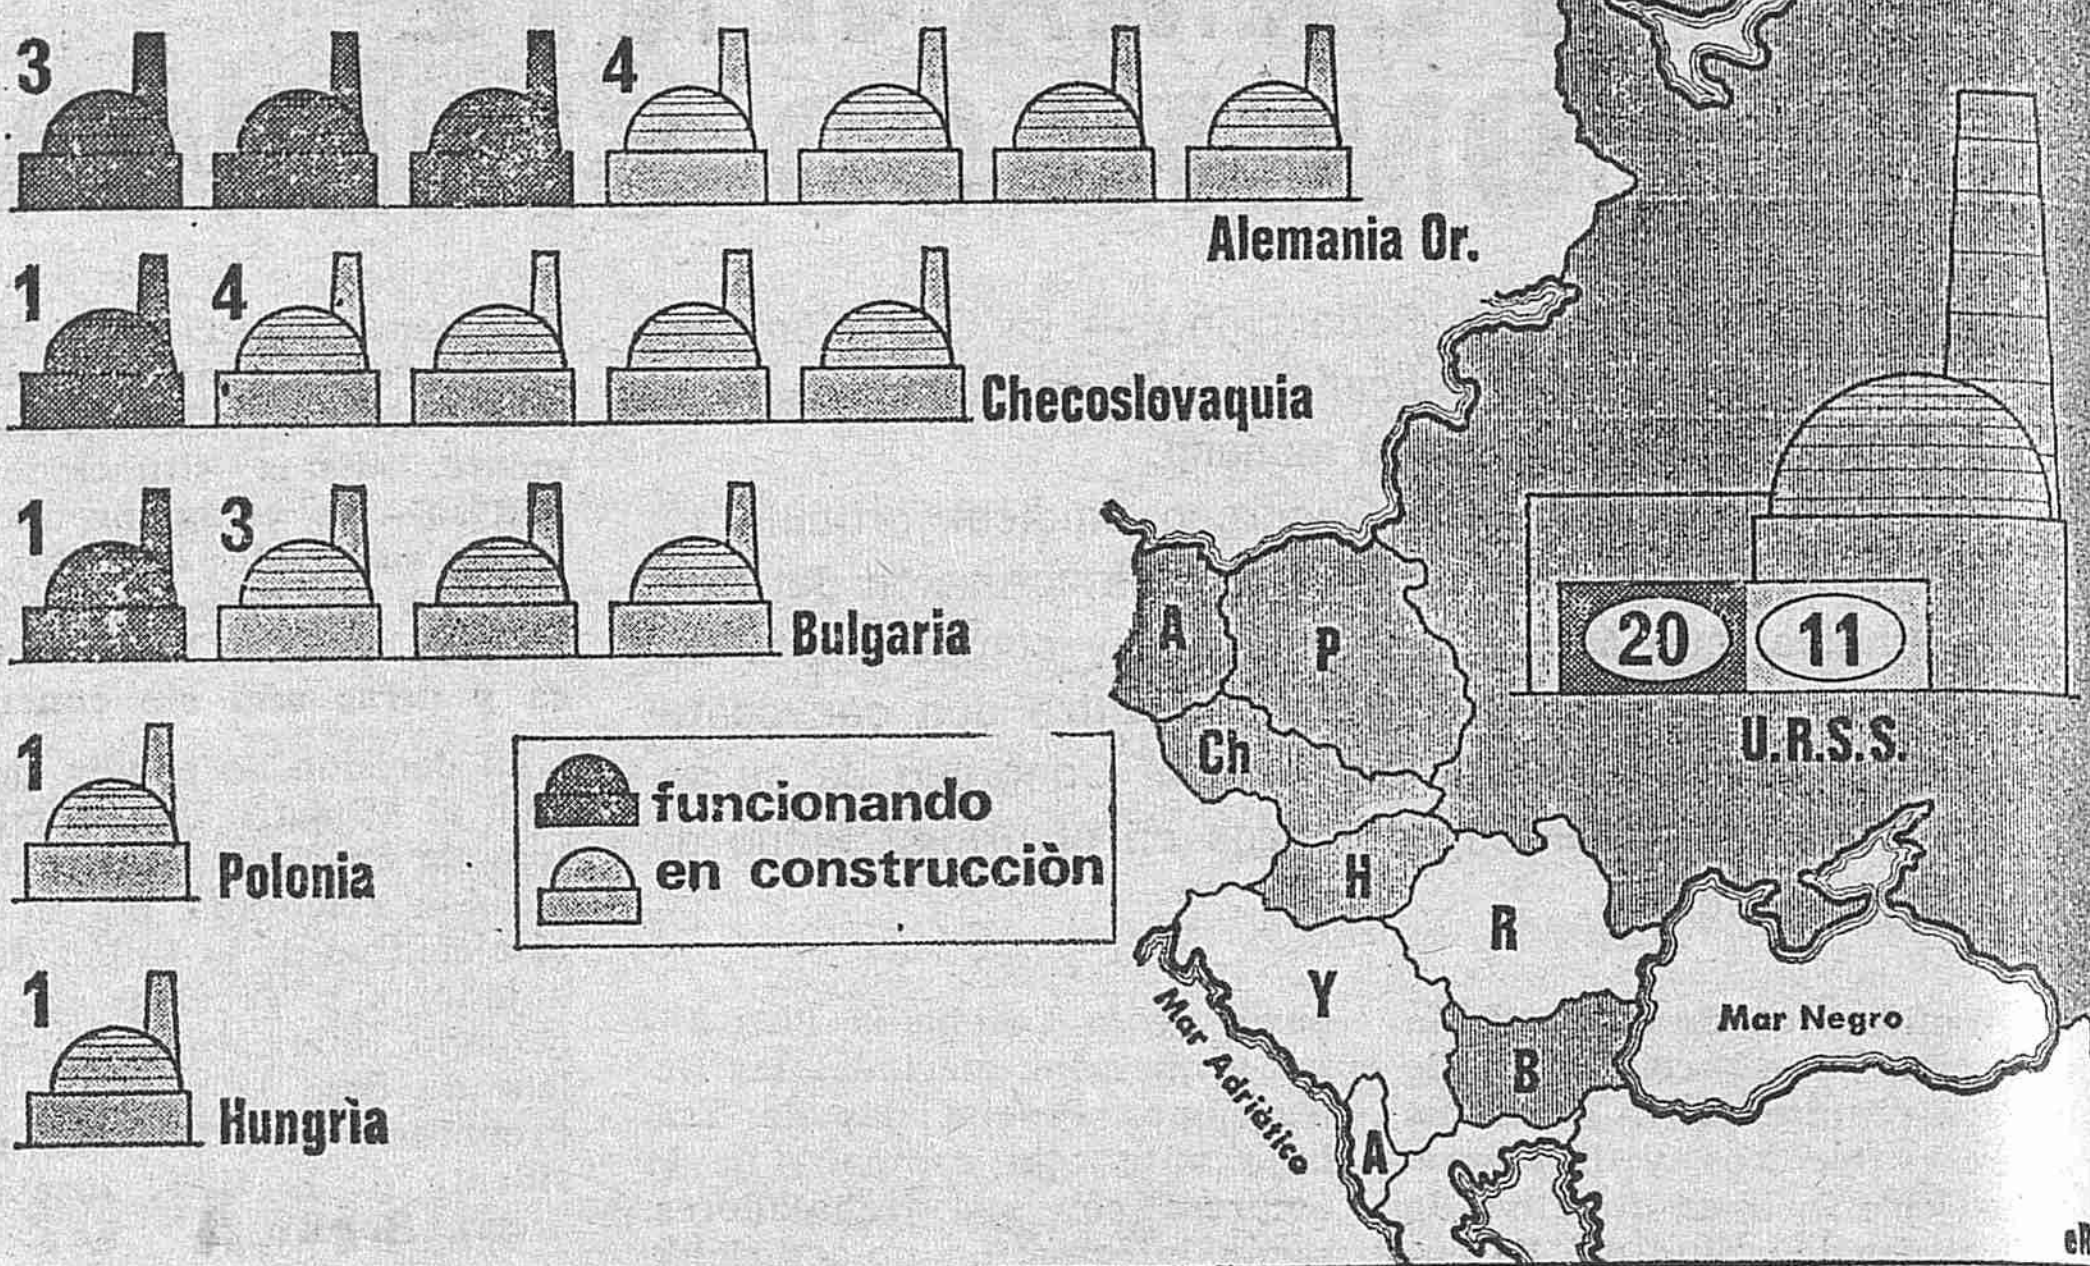 3 4
Alemania Or.
1 4
Checoslovaquia
1 3
Bulgaria
1
Polonia
1
Hungrìa
funcionando
en construcciòn
20 11
U.R.S.S.
A
P
Ch
H
R
Y
B
A
Mar Negro
Mar Adriàtico